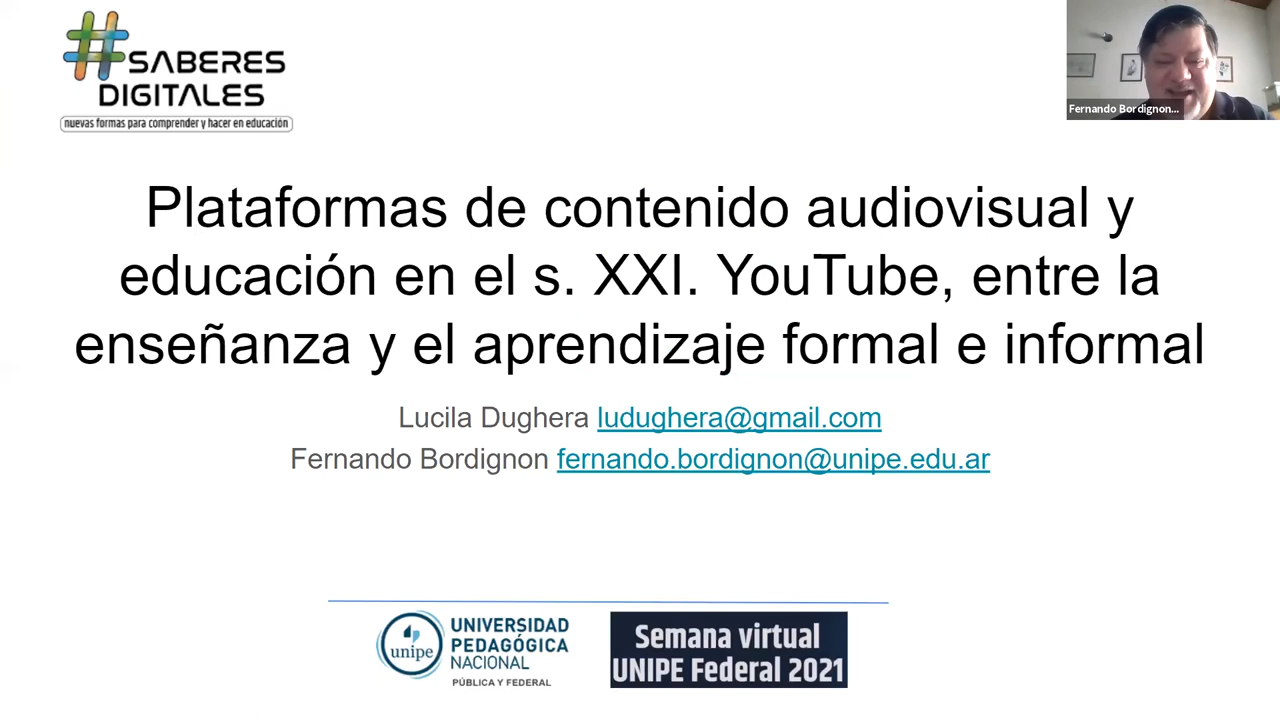 #SABERES
DIGITALES
nuevas formas para comprender y hacer en educación
Fernando Bordignon...
Plataformas de contenido audiovisual y
educación en el s. XXI. YouTube, entre la
enseñanza y el aprendizaje formal e informal
Lucila Dughera ludughera@gmail.com
Fernando Bordignon fernando.bordignon@unipe.edu.ar
unipe
UNIVERSIDAD
PEDAGÓGICA
NACIONAL
PÚBLICA Y FEDERAL
Semana virtual
UNIPE Federal 2021